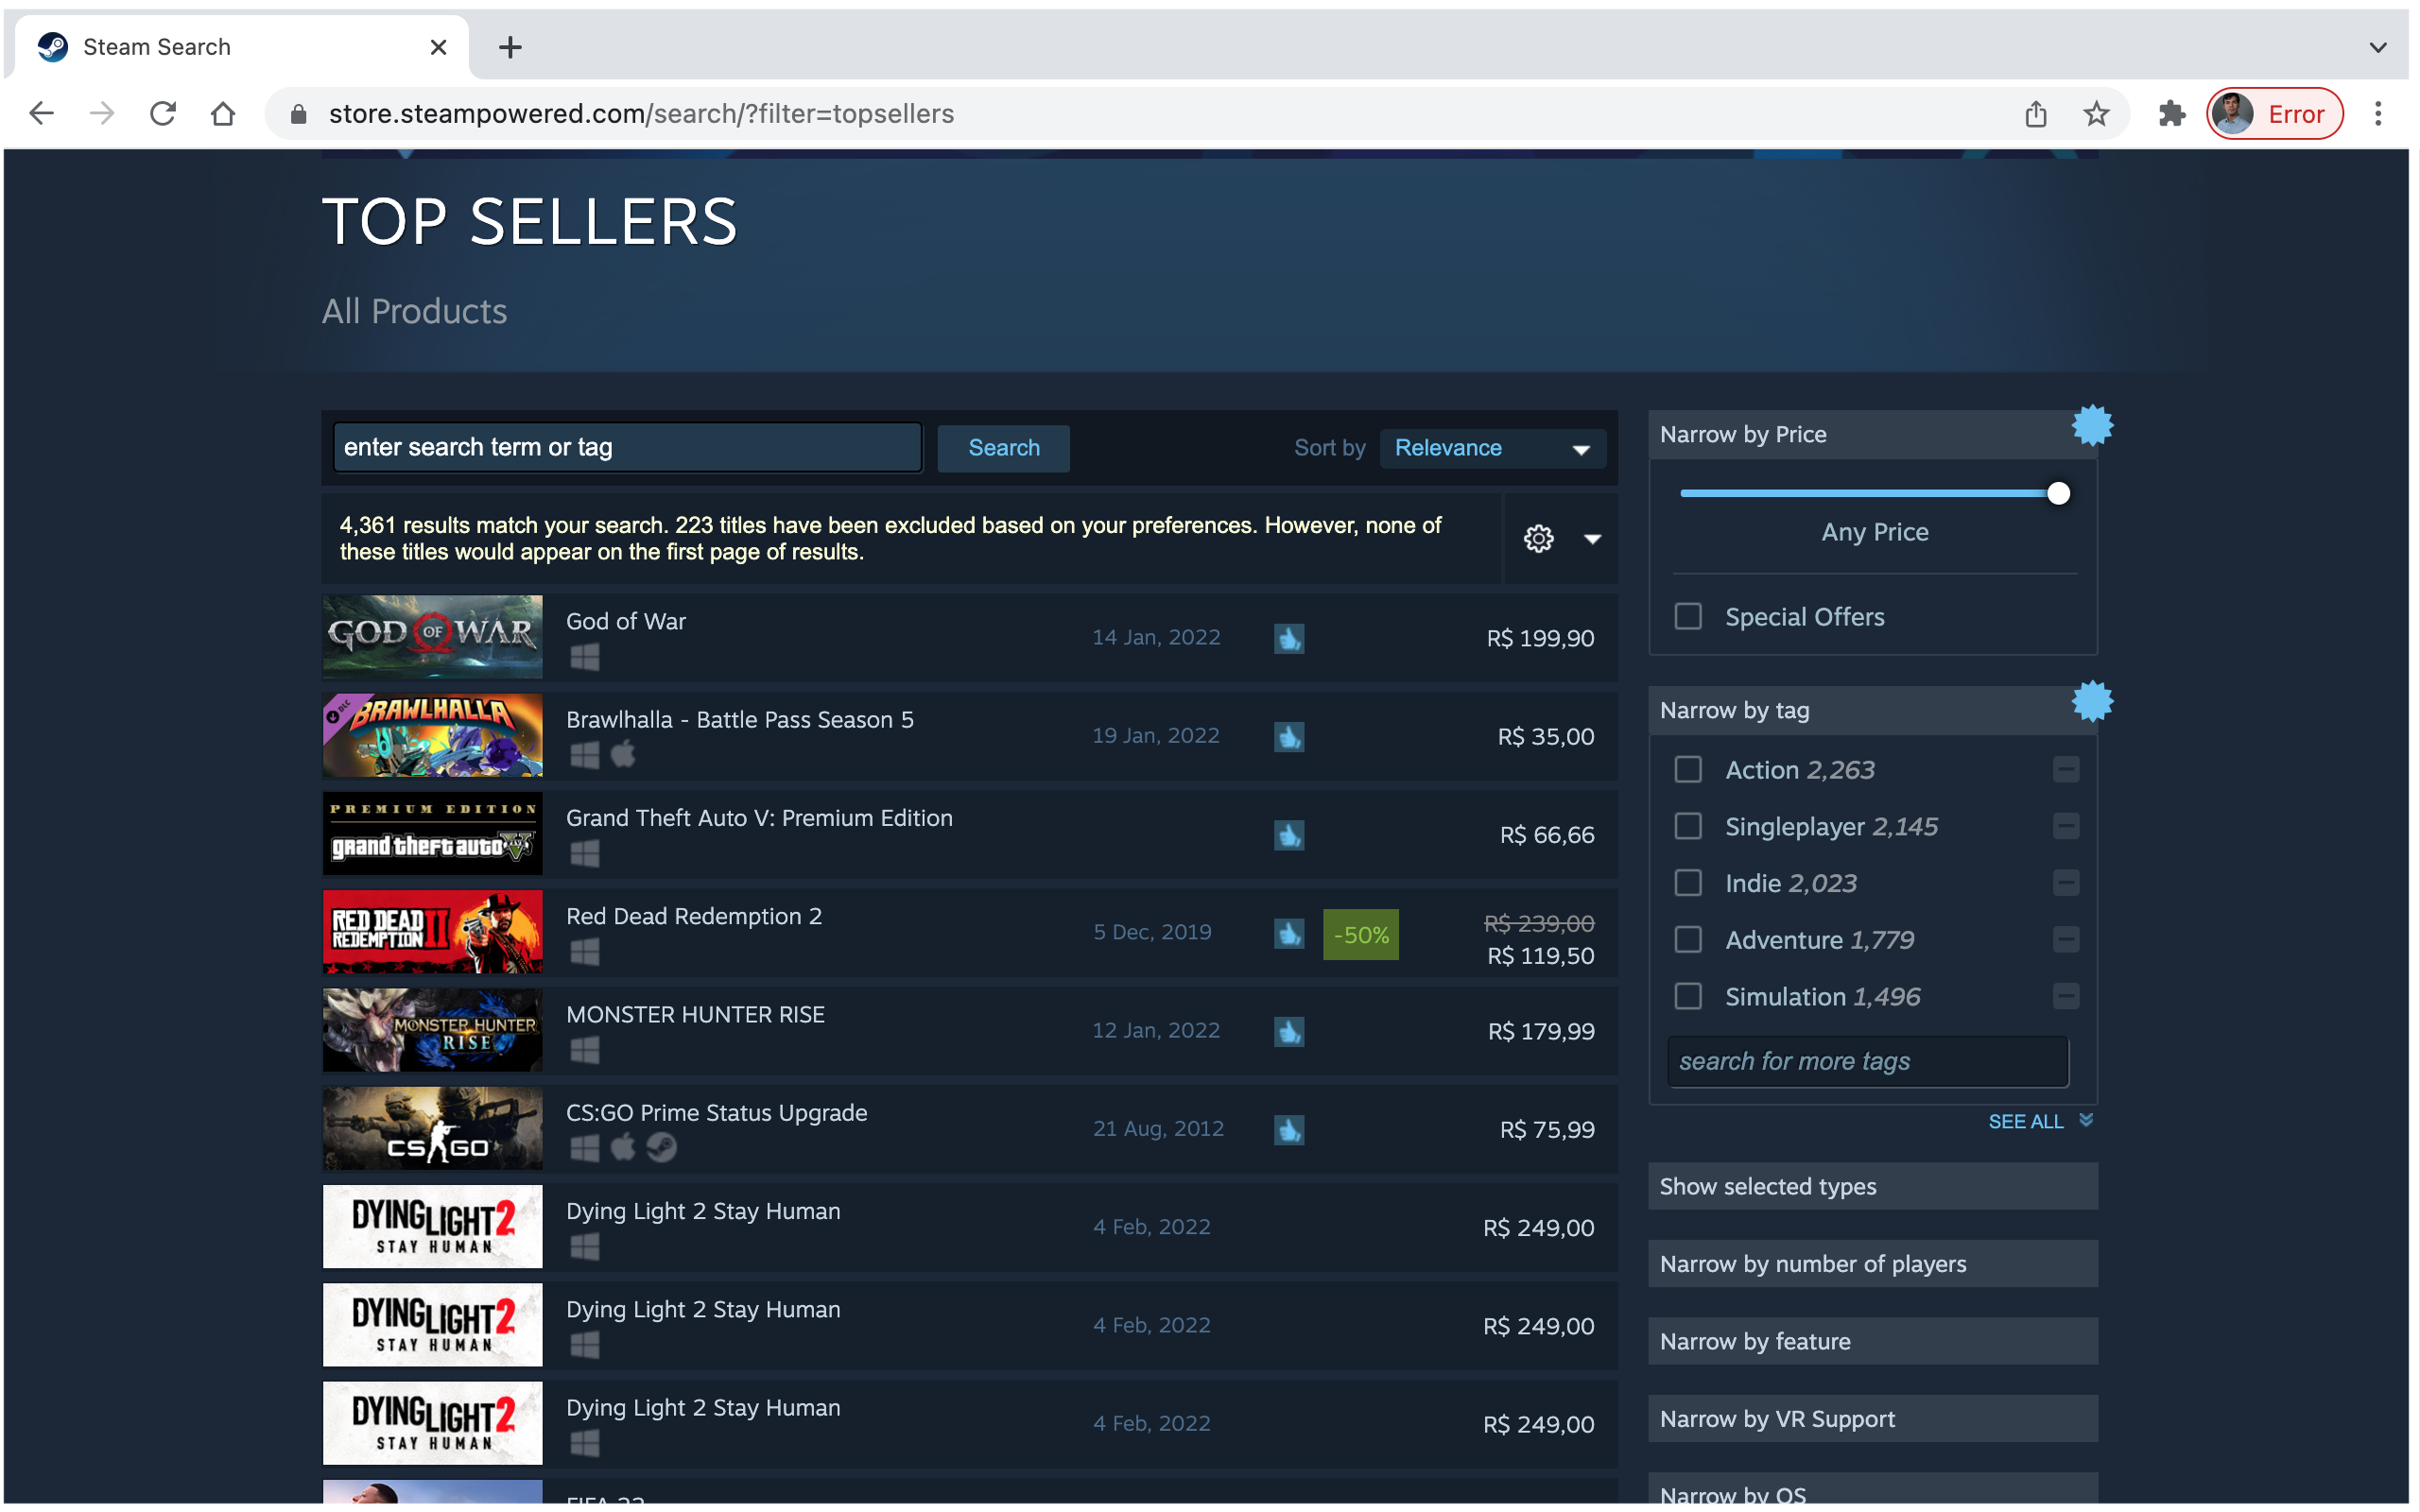 Steam Search
store.steampowered.com/search/?filter=topsellers
Error
TOP SELLERS
All Products
enter search term or tag
Search
Sort by
Relevance
4,361 results match your search. 223 titles have been excluded based on your preferences. However, none of
these titles would appear on the first page of results.
GOD OF WAR
God of War
14 Jan, 2022
R$ 199,90
DLC
BRAWLHALLA
Brawlhalla - Battle Pass Season 5
19 Jan, 2022
R$ 35,00
PREMIUM EDITION
grand theft auto V
Grand Theft Auto V: Premium Edition
R$ 66,66
RED DEAD
REDEMPTION II
Red Dead Redemption 2
5 Dec, 2019
-50%
R$ 239,00
R$ 119,50
MONSTER HUNTER
RISE
MONSTER HUNTER RISE
12 Jan, 2022
R$ 179,99
CS GO
CS:GO Prime Status Upgrade
21 Aug, 2012
R$ 75,99
DYING LIGHT 2
STAY HUMAN
Dying Light 2 Stay Human
4 Feb, 2022
R$ 249,00
DYING LIGHT 2
STAY HUMAN
Dying Light 2 Stay Human
4 Feb, 2022
R$ 249,00
DYING LIGHT 2
STAY HUMAN
Dying Light 2 Stay Human
4 Feb, 2022
R$ 249,00
FIFA 22
Narrow by Price
Any Price
Special Offers
Narrow by tag
Action 2,263
Singleplayer 2,145
Indie 2,023
Adventure 1,779
Simulation 1,496
search for more tags
SEE ALL
Show selected types
Narrow by number of players
Narrow by feature
Narrow by VR Support
Narrow by OS